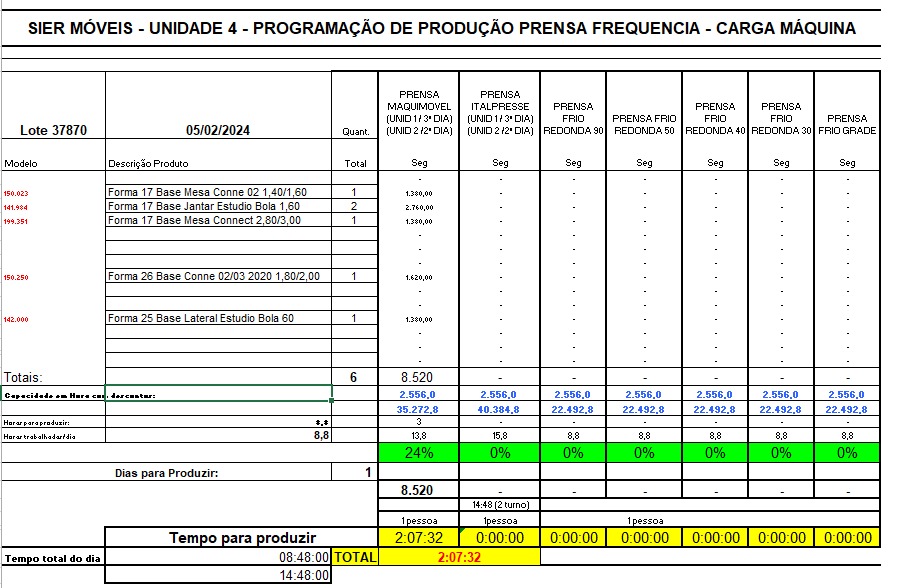 SIER MÓVEIS - UNIDADE 4 - PROGRAMAÇÃO DE PRODUÇÃO PRENSA FREQUENCIA - CARGA MÁQUINA
Lote 37870 05/02/2024 Quant.
PRENSA MAQUIMOVEL (UNID 1 / 3º DIA) (UNID 2 /2º DIA)
PRENSA ITALPRESSE (UNID 1 / 3º DIA) (UNID 2 /2º DIA)
PRENSA FRIO REDONDA 90
PRENSA FRIO REDONDA 50
PRENSA FRIO REDONDA 40
PRENSA FRIO REDONDA 30
PRENSA FRIO GRADE
Modelo Descrição Produto Total Seg Seg Seg Seg Seg Seg Seg
- - - - - - -
150.023 Forma 17 Base Mesa Conne 02 1,40/1,60 1 1.380,00 - - - - - -
141.984 Forma 17 Base Jantar Estudio Bola 1,60 2 2.760,00 - - - - - -
199.351 Forma 17 Base Mesa Connect 2,80/3,00 1 1.380,00 - - - - - -
- - - - - - -
- - - - - - -
- - - - - - -
150.250 Forma 26 Base Conne 02/03 2020 1,80/2,00 1 1.620,00 - - - - - -
- - - - - - -
- - - - - - -
142.000 Forma 25 Base Lateral Estudio Bola 60 1 1.380,00 - - - - - -
- - - - - - -
- - - - - - -
- - - - - - -
Totais: 6 8.520 - - - - - -
Capacidade em Hora com descontos: 2.556,0 2.556,0 2.556,0 2.556,0 2.556,0 2.556,0 2.556,0
35.272,8 40.384,8 22.492,8 22.492,8 22.492,8 22.492,8 22.492,8
Horas para produzir: 8,8 3 - - - - - -
Horas trabalhadas/dia 8,8 13,8 15,8 8,8 8,8 8,8 8,8 8,8
24% 0% 0% 0% 0% 0% 0%
Dias para Produzir: 1
8.520 - - - - - -
14:48 (2 turno)
1 pessoa 1 pessoa 1 pessoa
Tempo para produzir 2:07:32 0:00:00 0:00:00 0:00:00 0:00:00 0:00:00 0:00:00
Tempo total do dia 08:48:00 TOTAL 2:07:32
14:48:00